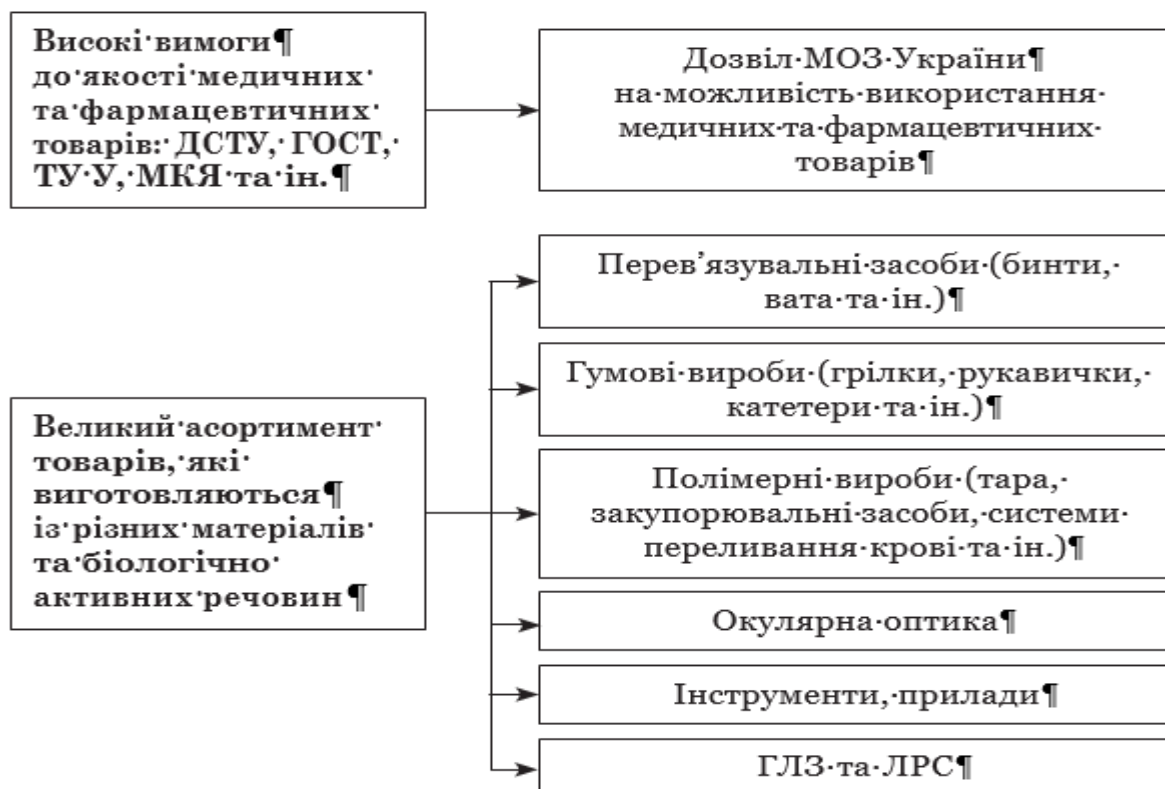 Високі·вимоги¶
до·якості·медичних·
та·фармацевтичних·
товарів:·ДСТУ,·ГОСТ,·
ТУ·У,·МКЯ·та·ін.¶
Дозвіл·МОЗ·України¶
на·можливість·використання·
медичних·та·фармацевтичних·
товарів¶
Великий·асортимент·
товарів,·які·
виготовляються¶
із·різних·матеріалів·
та·біологічно·
активних·речовин¶
Перев’язувальні·засоби·(бинти,·
вата·та·ін.)¶
Гумові·вироби·(грілки,·рукавички,·
катетери·та·ін.)¶
Полімерні·вироби·(тара,·
закупорювальні·засоби,·системи·
переливання·крові·та·ін.)¶
Окулярна·оптика¶
Інструменти,·прилади¶
ГЛЗ·та·ЛРС¶